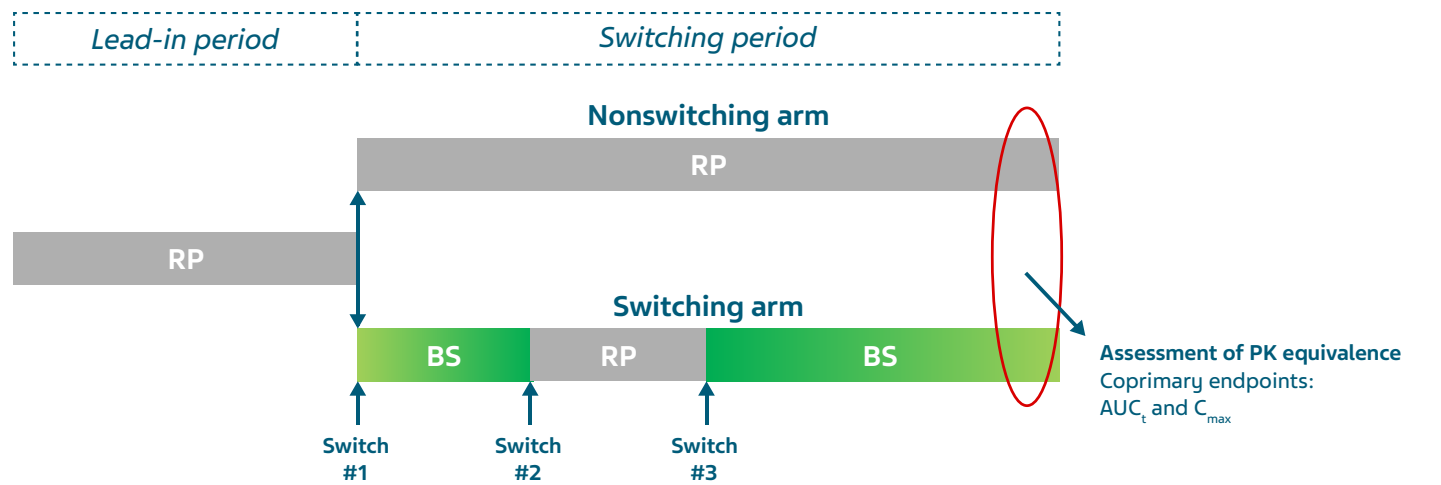 Lead-in period
Switching period
Nonswitching arm
RP
RP
Switching arm
BS
RP
BS
Switch
#1
Switch
#2
Switch
#3
Assessment of PK equivalence
Coprimary endpoints:
AUCt and Cmax